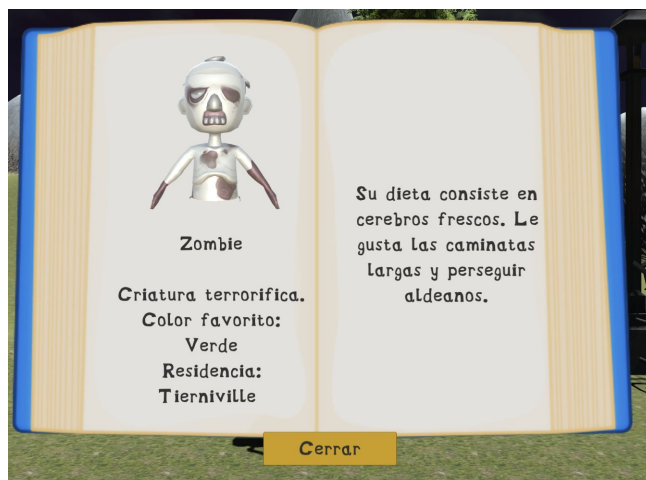 Zombie
Criatura terrorifica.
Color favorito:
Verde
Residencia:
Tierniville
Su dieta consiste en
cerebros frescos. Le
gusta las caminatas
largas y perseguir
aldeanos.
Cerrar